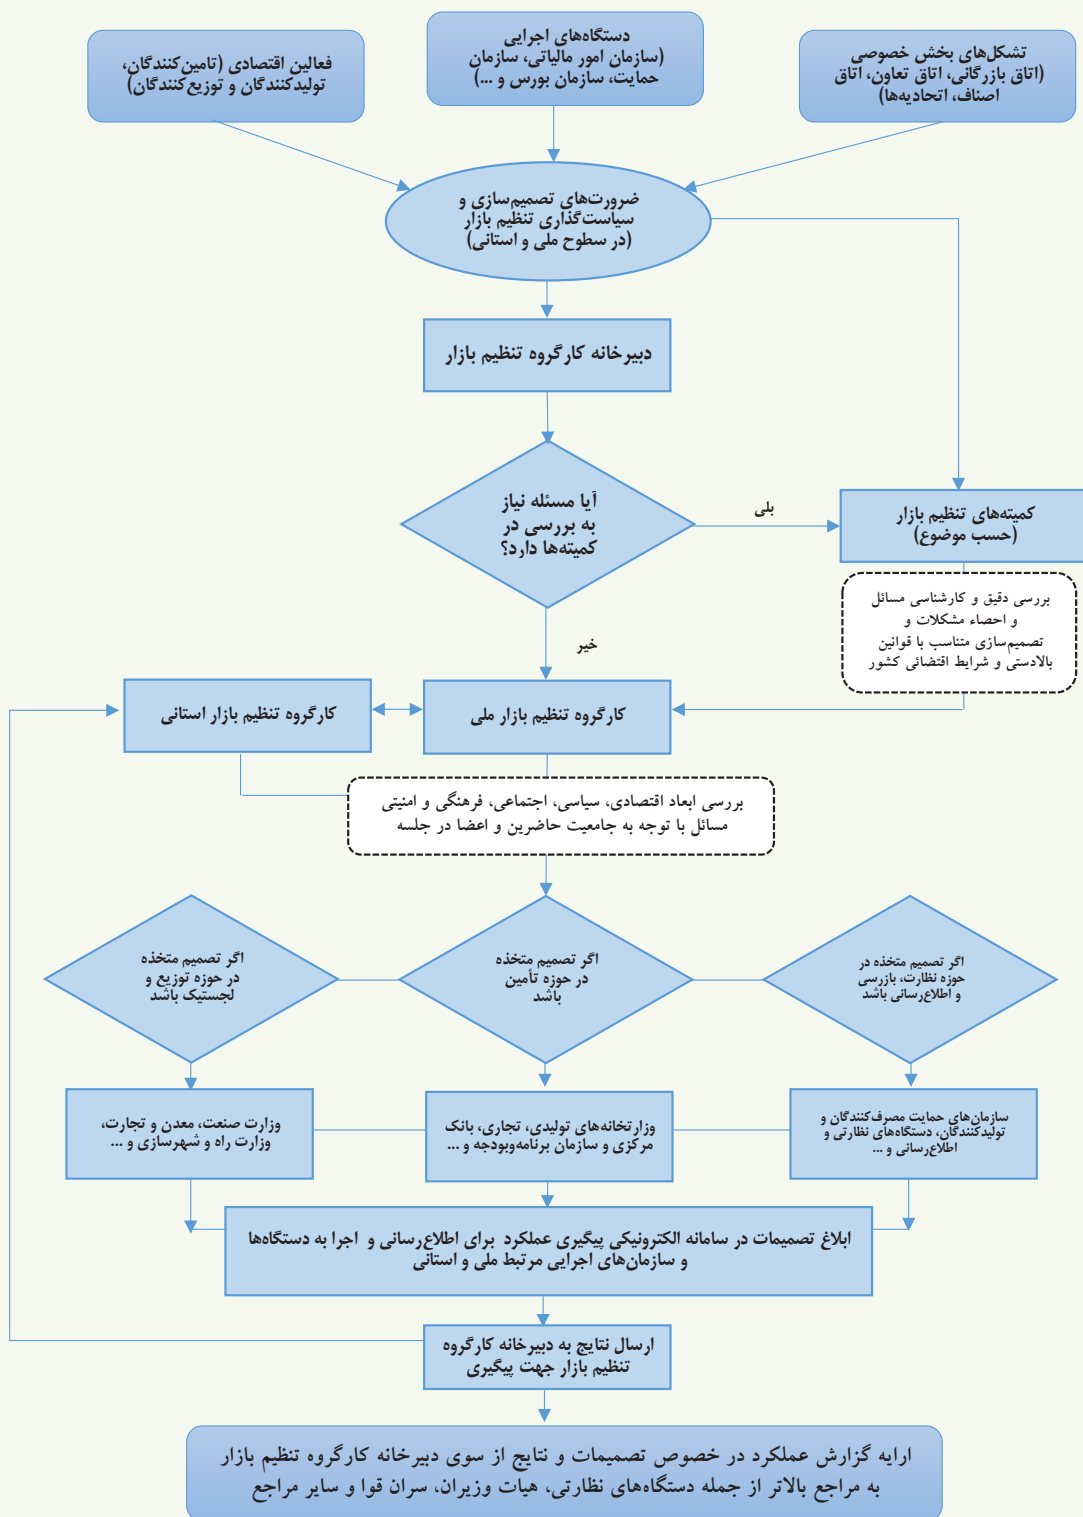 تشکل‌های بخش خصوصی
(اتاق بازرگانی، اتاق تعاون، اتاق
اصناف، اتحادیه‌ها)
دستگاه‌های اجرایی
(سازمان امور مالیاتی، سازمان
حمایت، سازمان بورس و ...)
فعالین اقتصادی (تامین‌کنندگان،
تولیدکنندگان و توزیع‌کنندگان)
ضرورت‌های تصمیم‌سازی و
سیاست‌گذاری تنظیم بازار
(در سطوح ملی و استانی)
دبیرخانه کارگروه تنظیم بازار
آیا مسئله نیاز
به بررسی در
کمیته‌ها دارد؟
بلی
کمیته‌های تنظیم بازار
(حسب موضوع)
بررسی دقیق و کارشناسی مسائل
و احصاء مشکلات و
تصمیم‌سازی متناسب با قوانین
بالادستی و شرایط اقتضائی کشور
خیر
کارگروه تنظیم بازار ملی
کارگروه تنظیم بازار استانی
بررسی ابعاد اقتصادی، سیاسی، اجتماعی، فرهنگی و امنیتی
مسائل با توجه به جامعیت حاضرین و اعضا در جلسه
اگر تصمیم متخذه در
حوزه نظارت، بازرسی
و اطلاع‌رسانی باشد
اگر تصمیم متخذه
در حوزه تأمین
باشد
اگر تصمیم متخذه
در حوزه توزیع و
لجستیک باشد
سازمان‌های حمایت مصرف‌کنندگان و
تولیدکنندگان، دستگاه‌های نظارتی و
اطلاع‌رسانی و ...
وزارتخانه‌های تولیدی، تجاری، بانک
مرکزی و سازمان برنامه‌وبودجه و ...
وزارت صنعت، معدن و تجارت،
وزارت راه و شهرسازی و ...
ابلاغ تصمیمات در سامانه الکترونیکی پیگیری عملکرد برای اطلاع‌رسانی و اجرا به دستگاه‌ها
و سازمان‌های اجرایی مرتبط ملی و استانی
ارسال نتایج به دبیرخانه کارگروه
تنظیم بازار جهت پیگیری
ارایه گزارش عملکرد در خصوص تصمیمات و نتایج از سوی دبیرخانه کارگروه تنظیم بازار
به مراجع بالاتر از جمله دستگاه‌های نظارتی، هیات وزیران، سران قوا و سایر مراجع